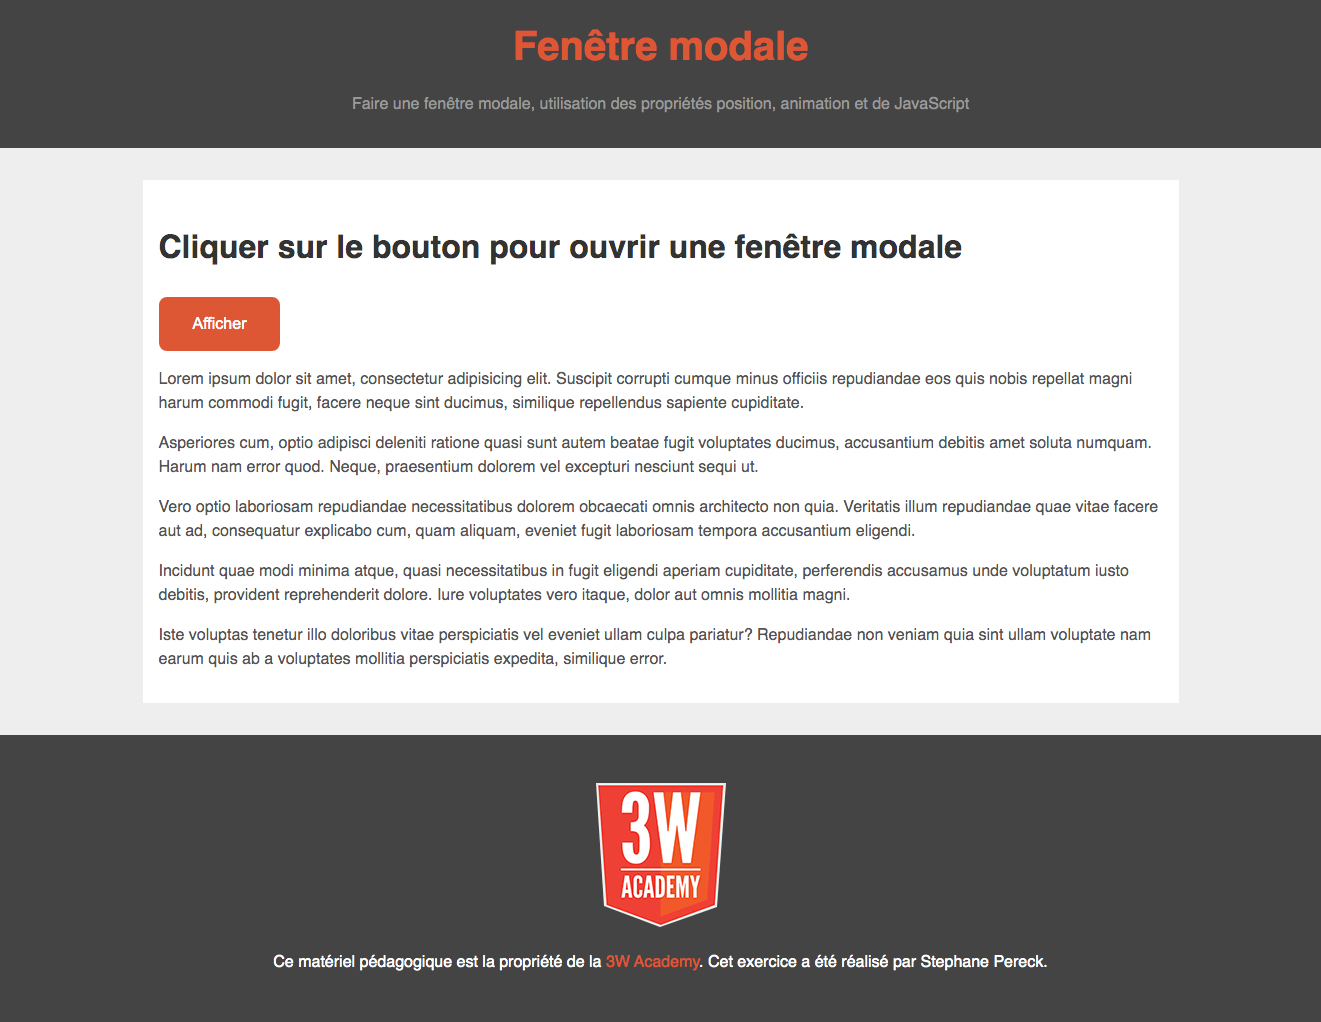 Fenêtre modale
Faire une fenêtre modale, utilisation des propriétés position, animation et de JavaScript
Cliquer sur le bouton pour ouvrir une fenêtre modale
Afficher
Lorem ipsum dolor sit amet, consectetur adipisicing elit. Suscipit corrupti cumque minus officiis repudiandae eos quis nobis repellat magni
harum commodi fugit, facere neque sint ducimus, similique repellendus sapiente cupiditate.
Asperiores cum, optio adipisci deleniti ratione quasi sunt autem beatae fugit voluptates ducimus, accusantium debitis amet soluta numquam.
Harum nam error quod. Neque, praesentium dolorem vel excepturi nesciunt sequi ut.
Vero optio laboriosam repudiandae necessitatibus dolorem obcaecati omnis architecto non quia. Veritatis illum repudiandae quae vitae facere
aut ad, consequatur explicabo cum, quam aliquam, eveniet fugit laboriosam tempora accusantium eligendi.
Incidunt quae modi minima atque, quasi necessitatibus in fugit eligendi aperiam cupiditate, perferendis accusamus unde voluptatum iusto
debitis, provident reprehenderit dolore. Iure voluptates vero itaque, dolor aut omnis mollitia magni.
Iste voluptas tenetur illo doloribus vitae perspiciatis vel eveniet ullam culpa pariatur? Repudiandae non veniam quia sint ullam voluptate nam
earum quis ab a voluptates mollitia perspiciatis expedita, similique error.
3W
ACADEMY
Ce matériel pédagogique est la propriété de la 3W Academy. Cet exercice a été réalisé par Stephane Pereck.